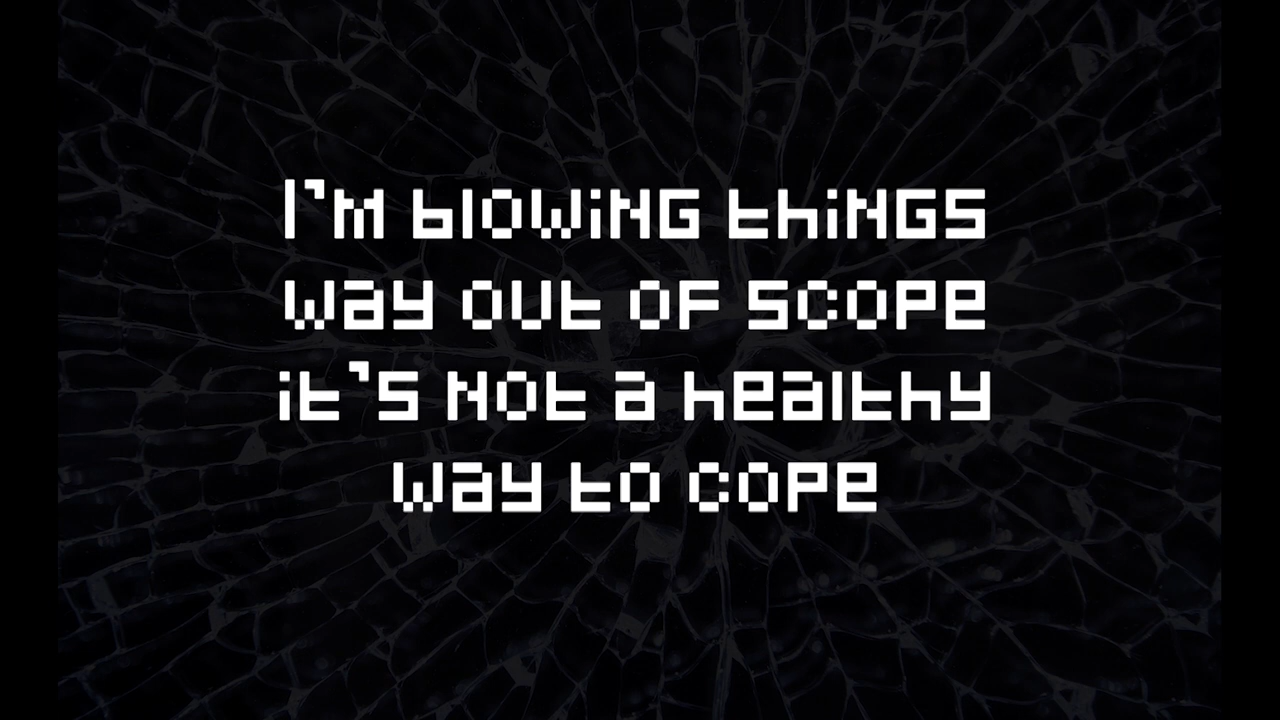 I'm blowing things
way out of scope
it's not a healthy
way to cope